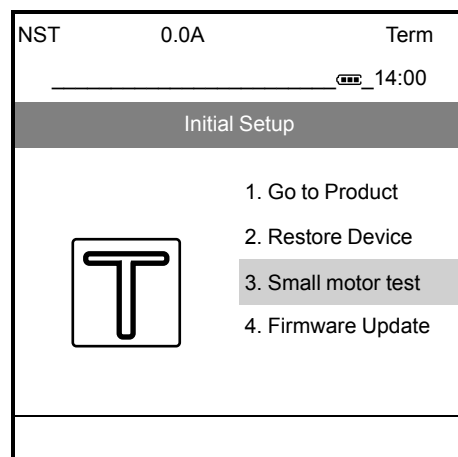 NST 0.0A Term
14:00
Initial Setup
1. Go to Product
2. Restore Device
3. Small motor test
4. Firmware Update
T